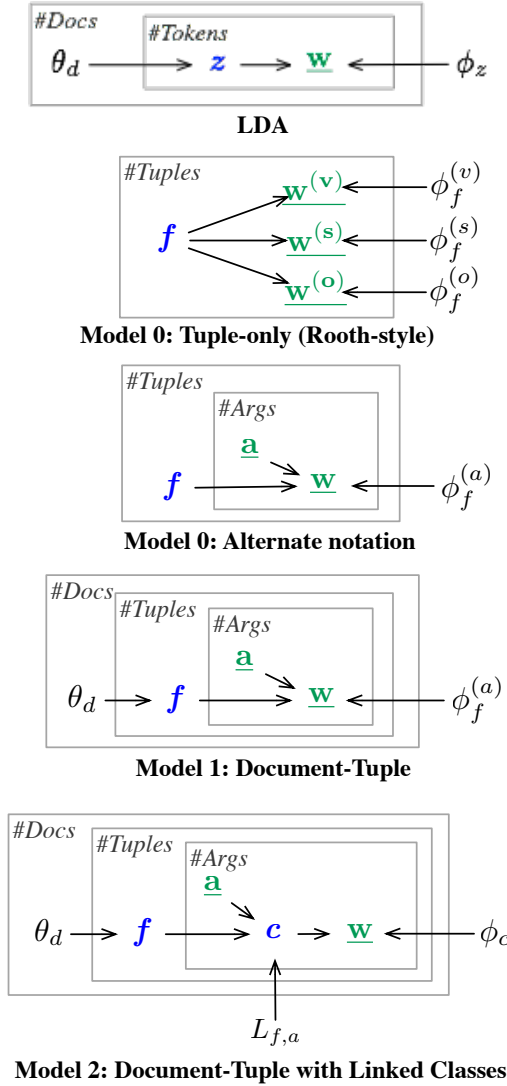 #Docs
#Tokens
θ_d z w ϕ_z
LDA
#Tuples
w^(v) ϕ_f^(v)
f w^(s) ϕ_f^(s)
w^(o) ϕ_f^(o)
Model 0: Tuple-only (Rooth-style)
#Tuples
#Args
a
f w ϕ_f^(a)
Model 0: Alternate notation
#Docs
#Tuples
#Args
a
θ_d f w ϕ_f^(a)
Model 1: Document-Tuple
#Docs
#Tuples
#Args
a
θ_d f c w ϕ_c
L_f,a
Model 2: Document-Tuple with Linked Classes